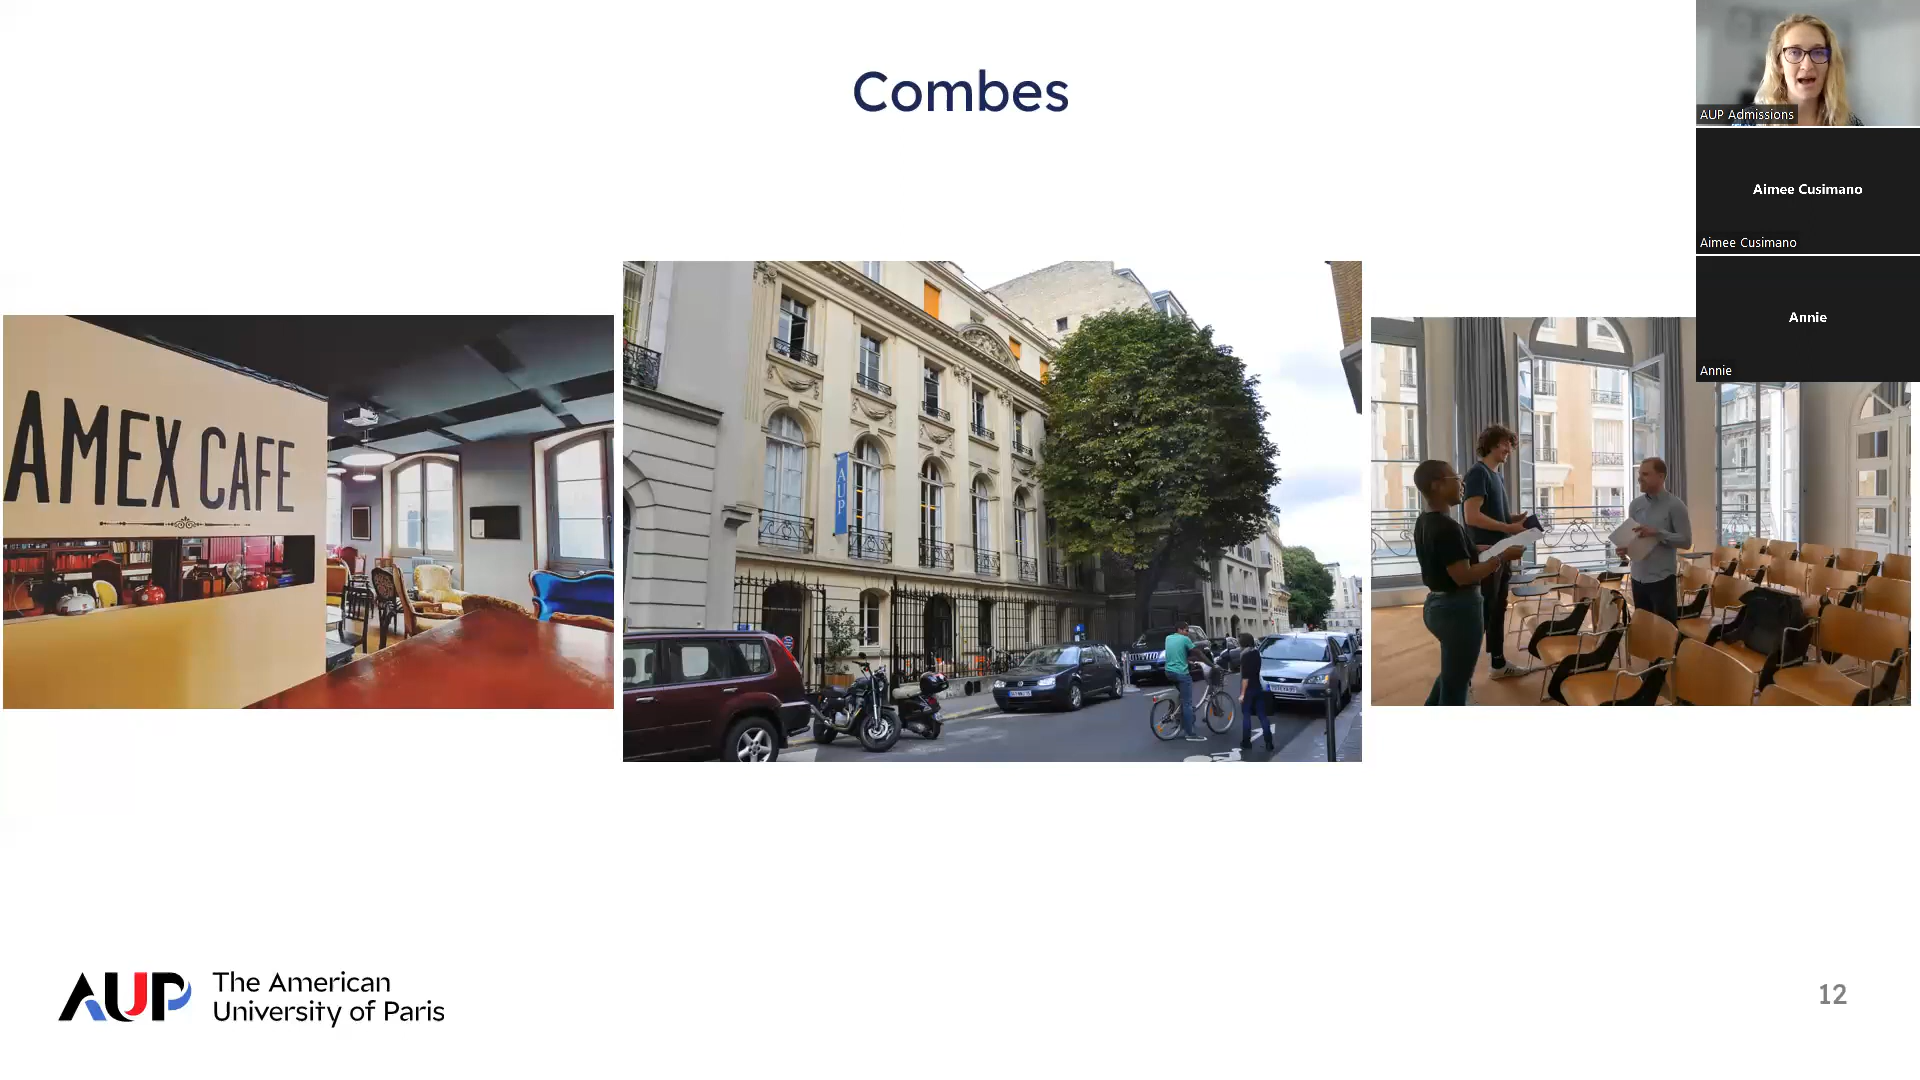 Combes
AUP Admissions
Aimee Cusimano
Aimee Cusimano
Annie
Annie
AMEX CAFE
AUP
AUP
The American
University of Paris
12